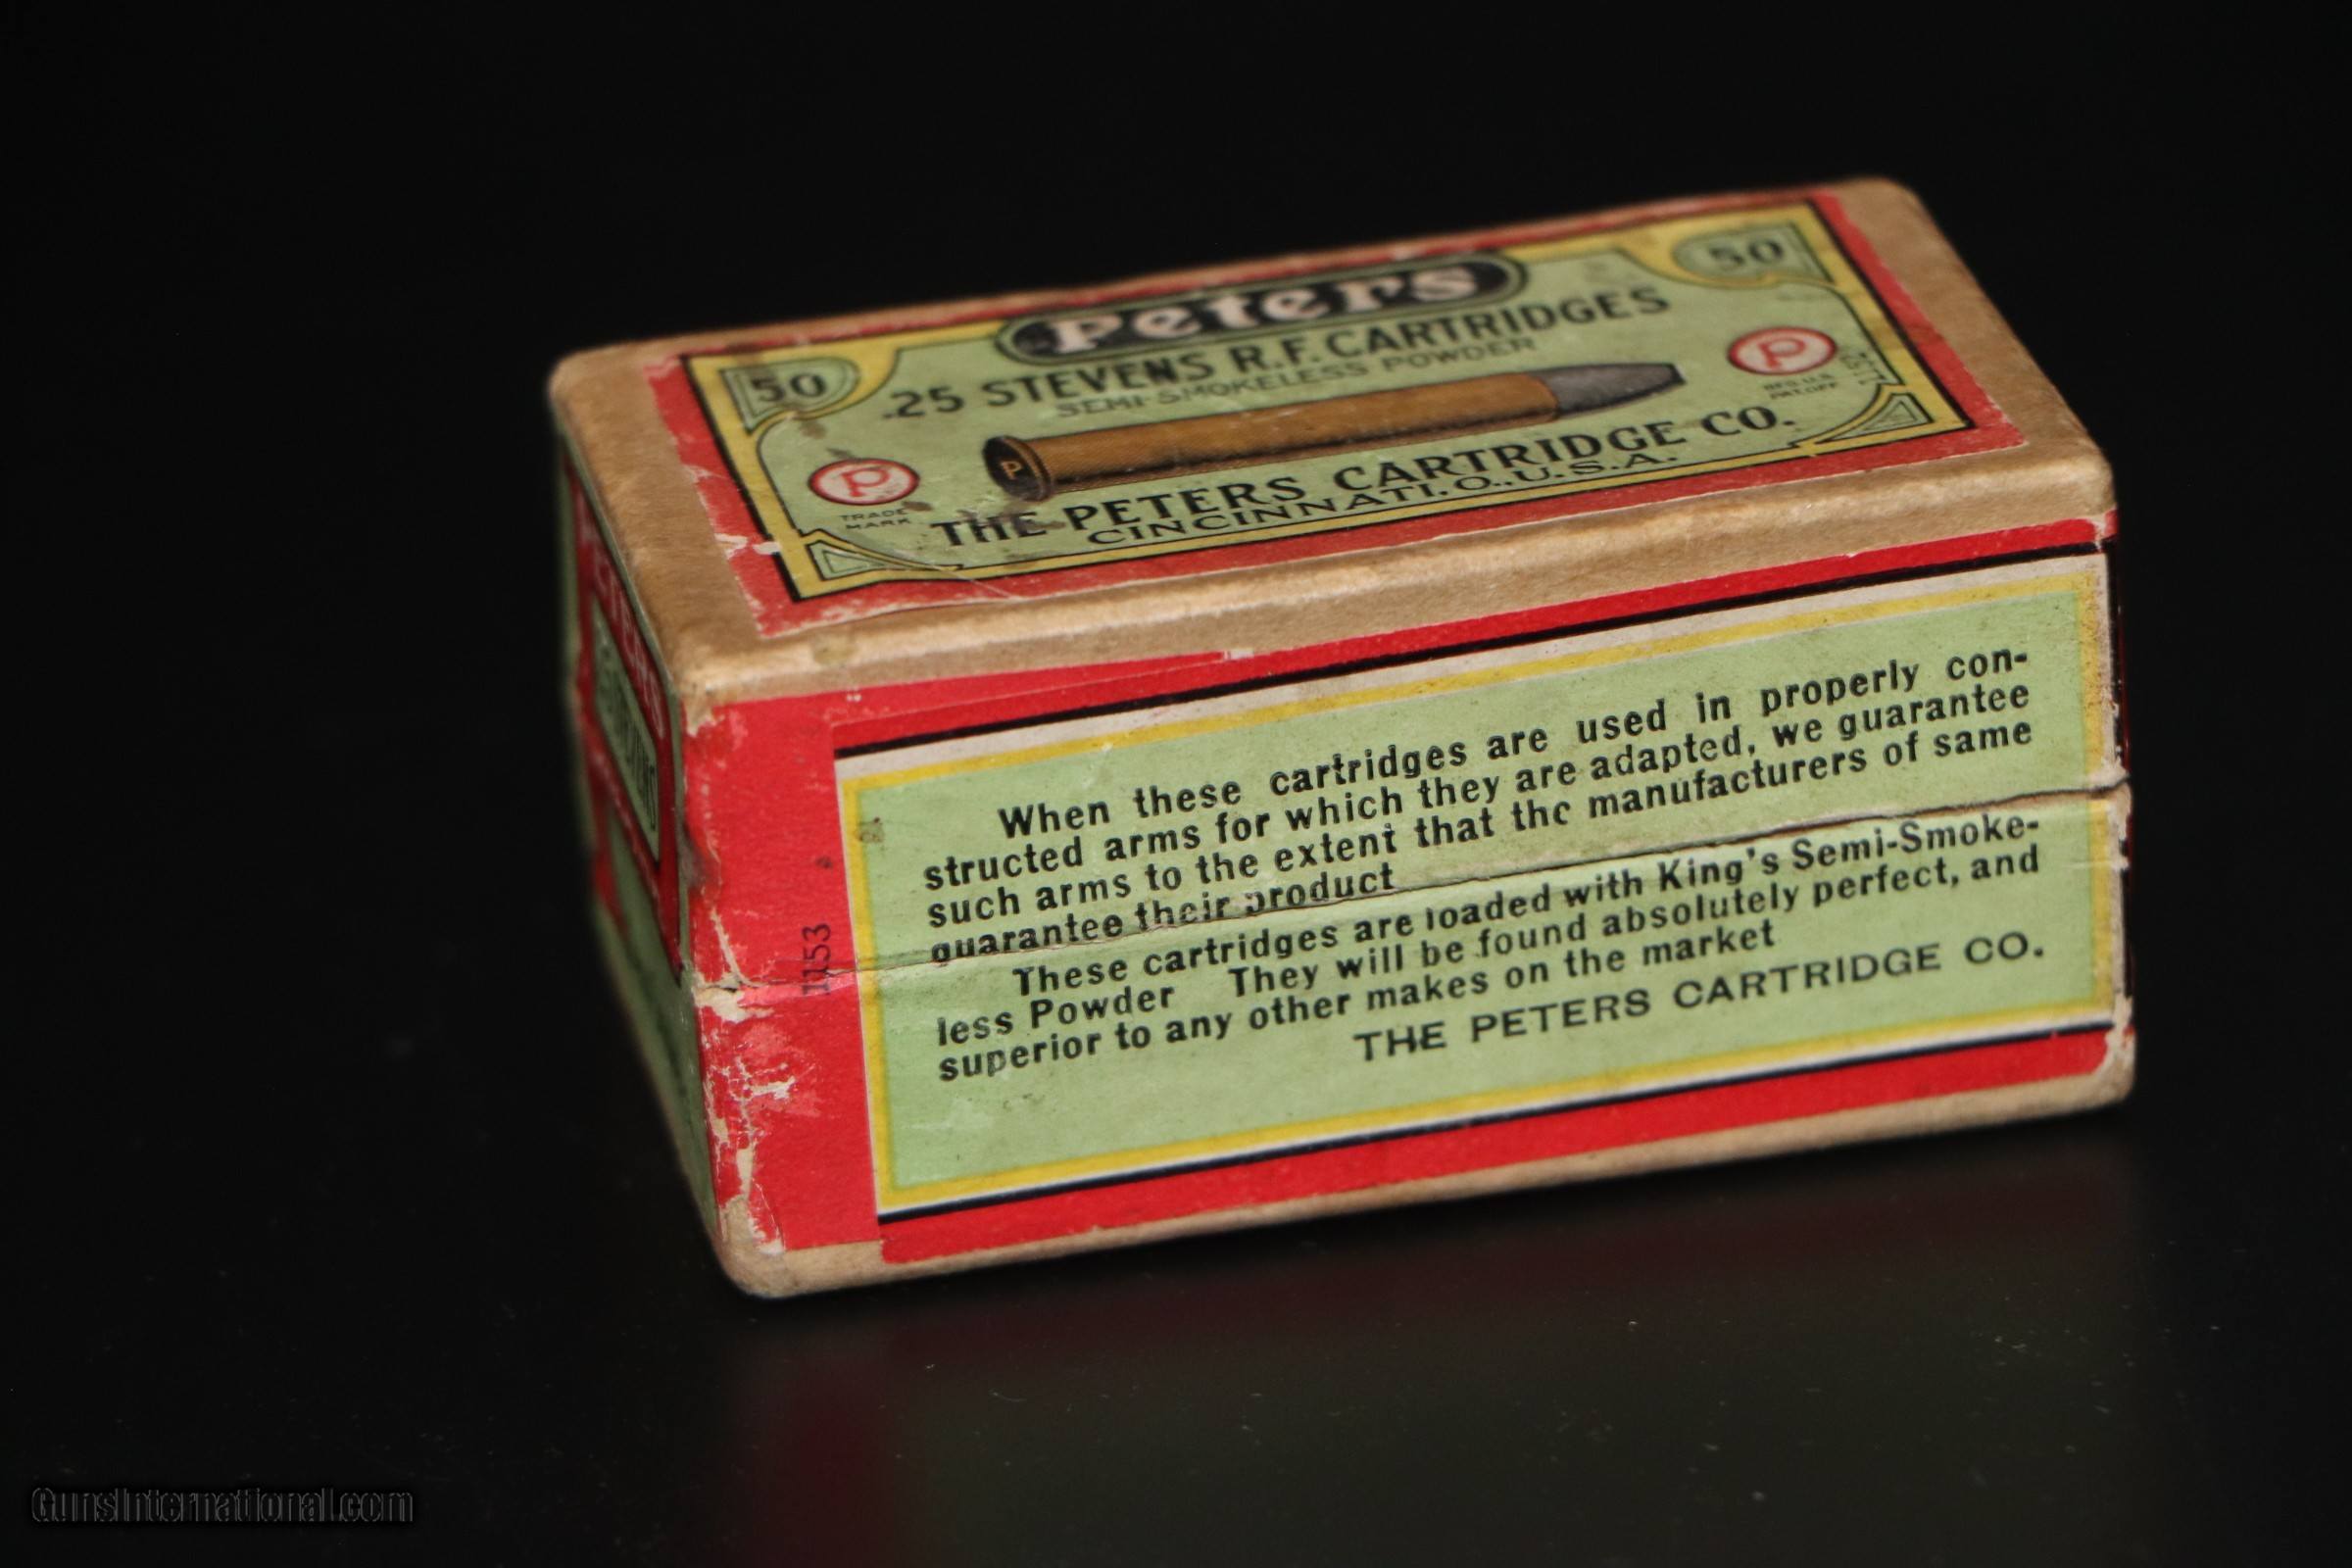 50
Peters
50
.25 STEVENS R.F. CARTRIDGES
SEMI-SMOKELESS POWDER
P
P
P
TRADE
MARK
REG. U.S.
PAT. OFF.
THE PETERS CARTRIDGE CO.
CINCINNATI. O., U.S.A.
When these cartridges are used in properly con-
structed arms for which they are adapted, we guarantee
such arms to the extent that the manufacturers of same
guarantee their product
These cartridges are loaded with King's Semi-Smoke-
less Powder They will be found absolutely perfect, and
superior to any other makes on the market
THE PETERS CARTRIDGE CO.
1153
GunsInternational.com